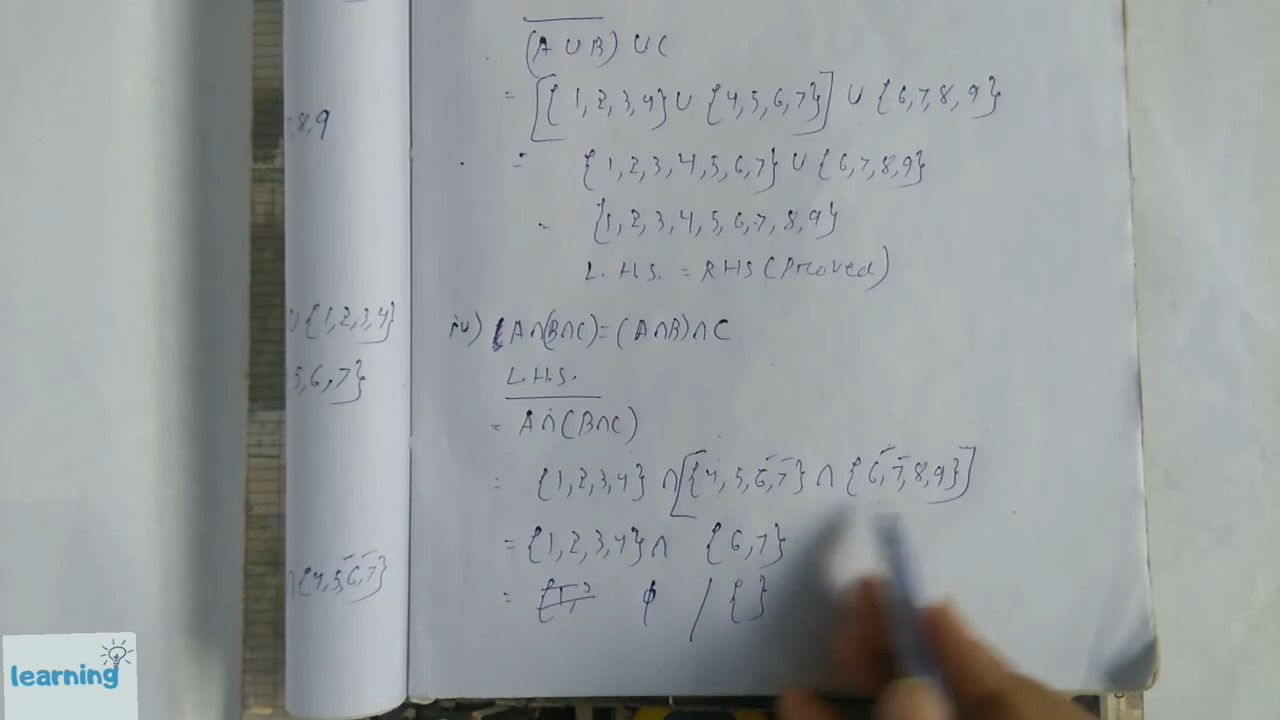 (A ∪ B) ∪ C
= [{1,2,3,4} ∪ {4,5,6,7}] ∪ {6,7,8,9}
= {1,2,3,4,5,6,7} ∪ {6,7,8,9}
= {1,2,3,4,5,6,7,8,9}
L.H.S. = RHS (Proved)
iv) A∩(B∩C)=(A∩B)∩C
L.H.S.
= A∩(B∩C)
= {1,2,3,4} ∩ [{4,5,6,7} ∩ {6,7,8,9}]
= {1,2,3,4} ∩ {6,7}
= ϕ / { }
8,9
∪ {1,2,3,4}
5,6,7}
∩{4,5,6,7}
learning